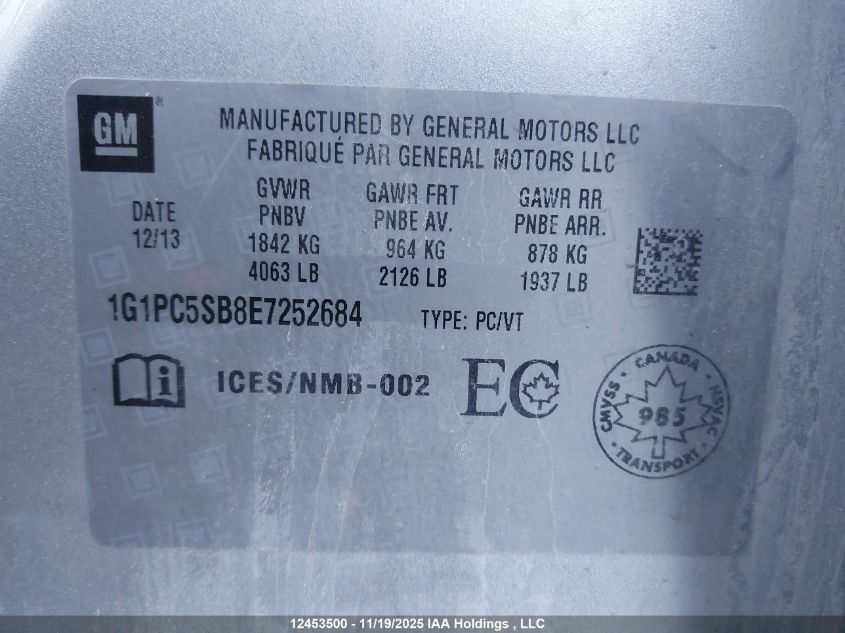 GM®
MANUFACTURED BY GENERAL MOTORS LLC
FABRIQUÉ PAR GENERAL MOTORS LLC
DATE
12/13
GVWR
PNBV
1842 KG
4063 LB
GAWR FRT
PNBE AV.
964 KG
2126 LB
GAWR RR
PNBE ARR.
878 KG
1937 LB
1G1PC5SB8E7252684 TYPE: PC/VT
i ICES/NMB-002 EC
CANADA
CMVSS 985 NSVAC
TRANSPORT
12453500 - 11/19/2025 IAA Holdings , LLC